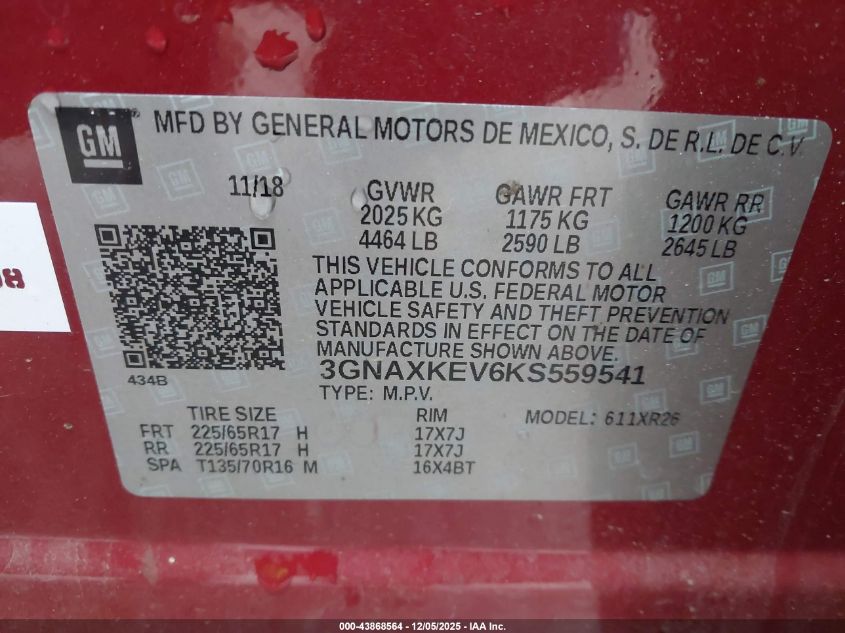 GM
MFD BY GENERAL MOTORS DE MEXICO, S. DE R.L. DE C.V.
11/18 GVWR GAWR FRT GAWR RR
2025 KG 1175 KG 1200 KG
4464 LB 2590 LB 2645 LB
THIS VEHICLE CONFORMS TO ALL
APPLICABLE U.S. FEDERAL MOTOR
VEHICLE SAFETY AND THEFT PREVENTION
STANDARDS IN EFFECT ON THE DATE OF
MANUFACTURE SHOWN ABOVE.
3GNAXKEV6KS559541
434B
TYPE: M.P.V.
TIRE SIZE RIM MODEL: 611XR26
FRT 225/65R17 H 17X7J
RR 225/65R17 H 17X7J
SPA T135/70R16 M 16X4BT
000-43868564 - 12/05/2025 - IAA Inc.